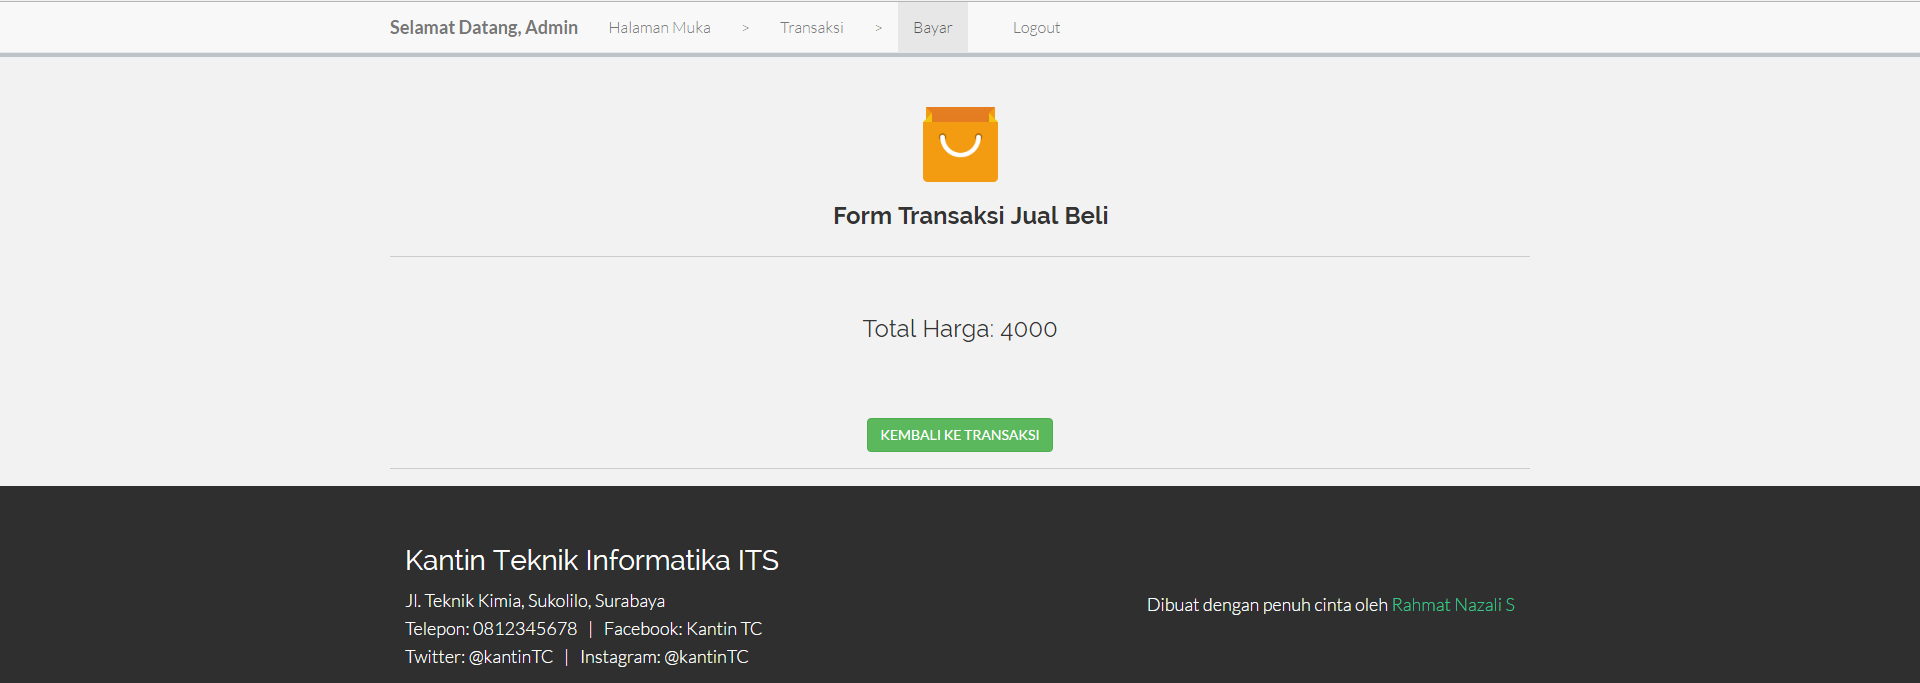 Selamat Datang, Admin Halaman Muka > Transaksi > Bayar Logout
Form Transaksi Jual Beli
Total Harga: 4000
KEMBALI KE TRANSAKSI
Kantin Teknik Informatika ITS
Jl. Teknik Kimia, Sukolilo, Surabaya
Telepon: 0812345678 | Facebook: Kantin TC
Twitter: @kantinTC | Instagram: @kantinTC
Dibuat dengan penuh cinta oleh Rahmat Nazali S